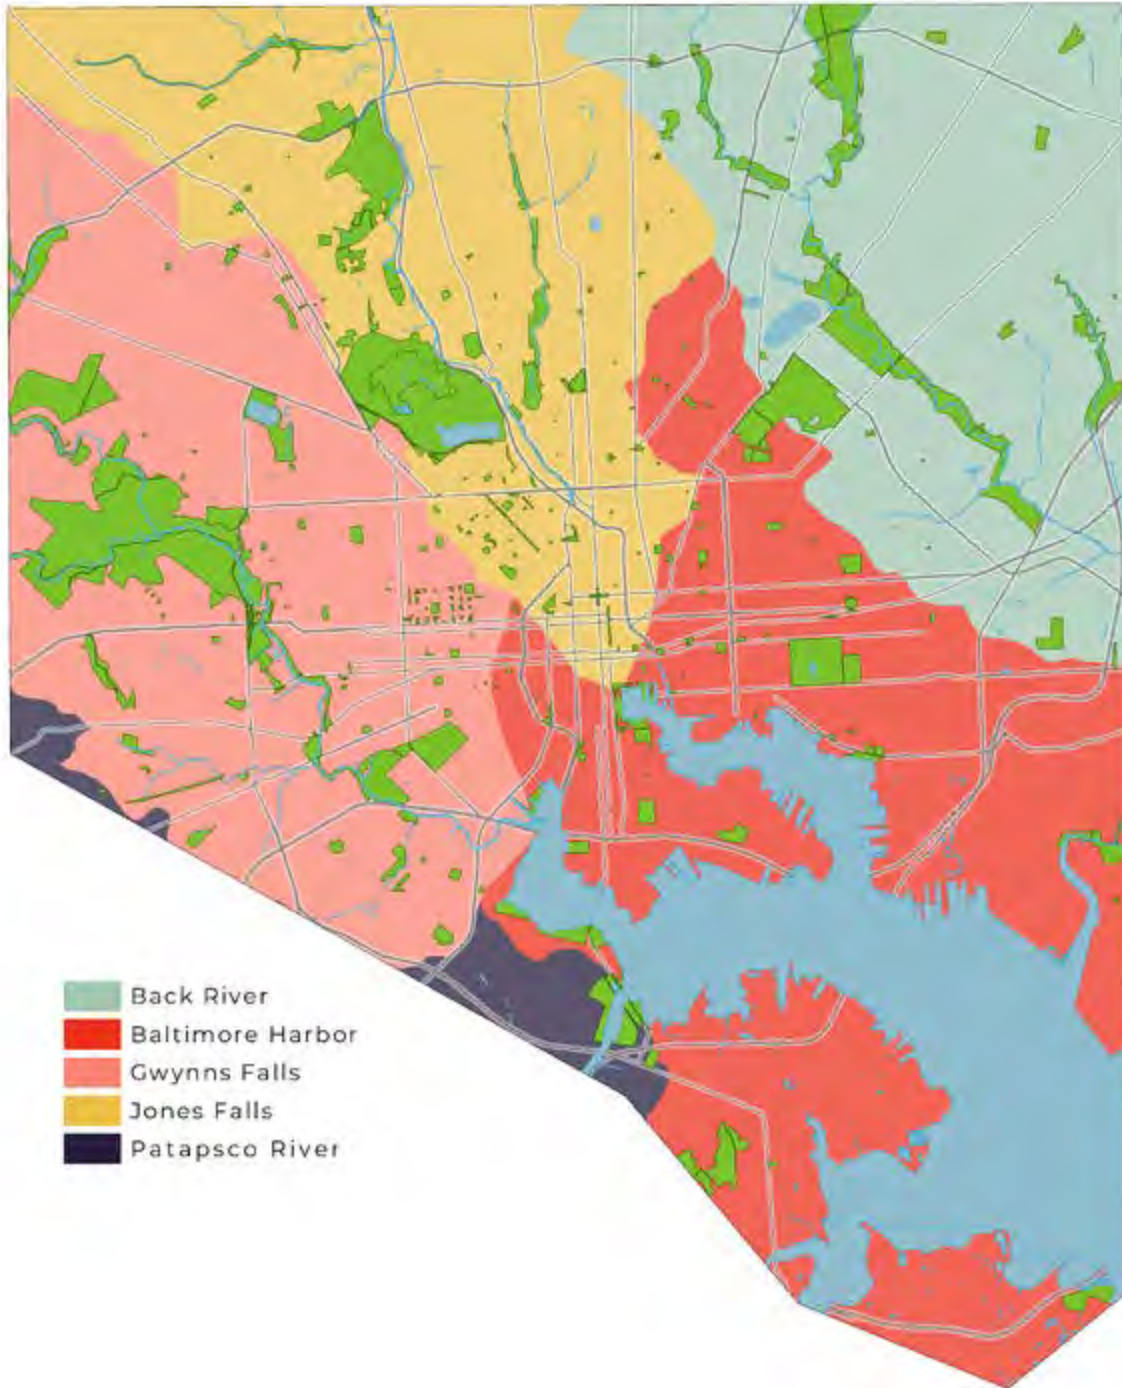 Back River
Baltimore Harbor
Gwynns Falls
Jones Falls
Patapsco River